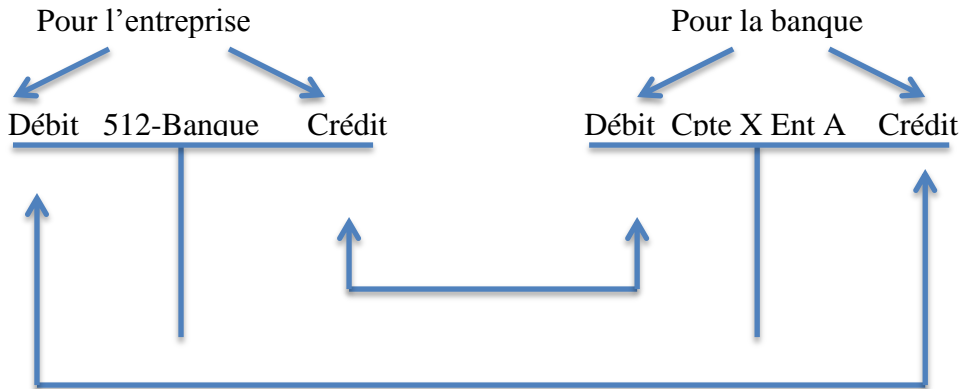 Pour l’entreprise
Pour la banque
Débit 512-Banque Crédit
Débit Cpte X Ent A Crédit